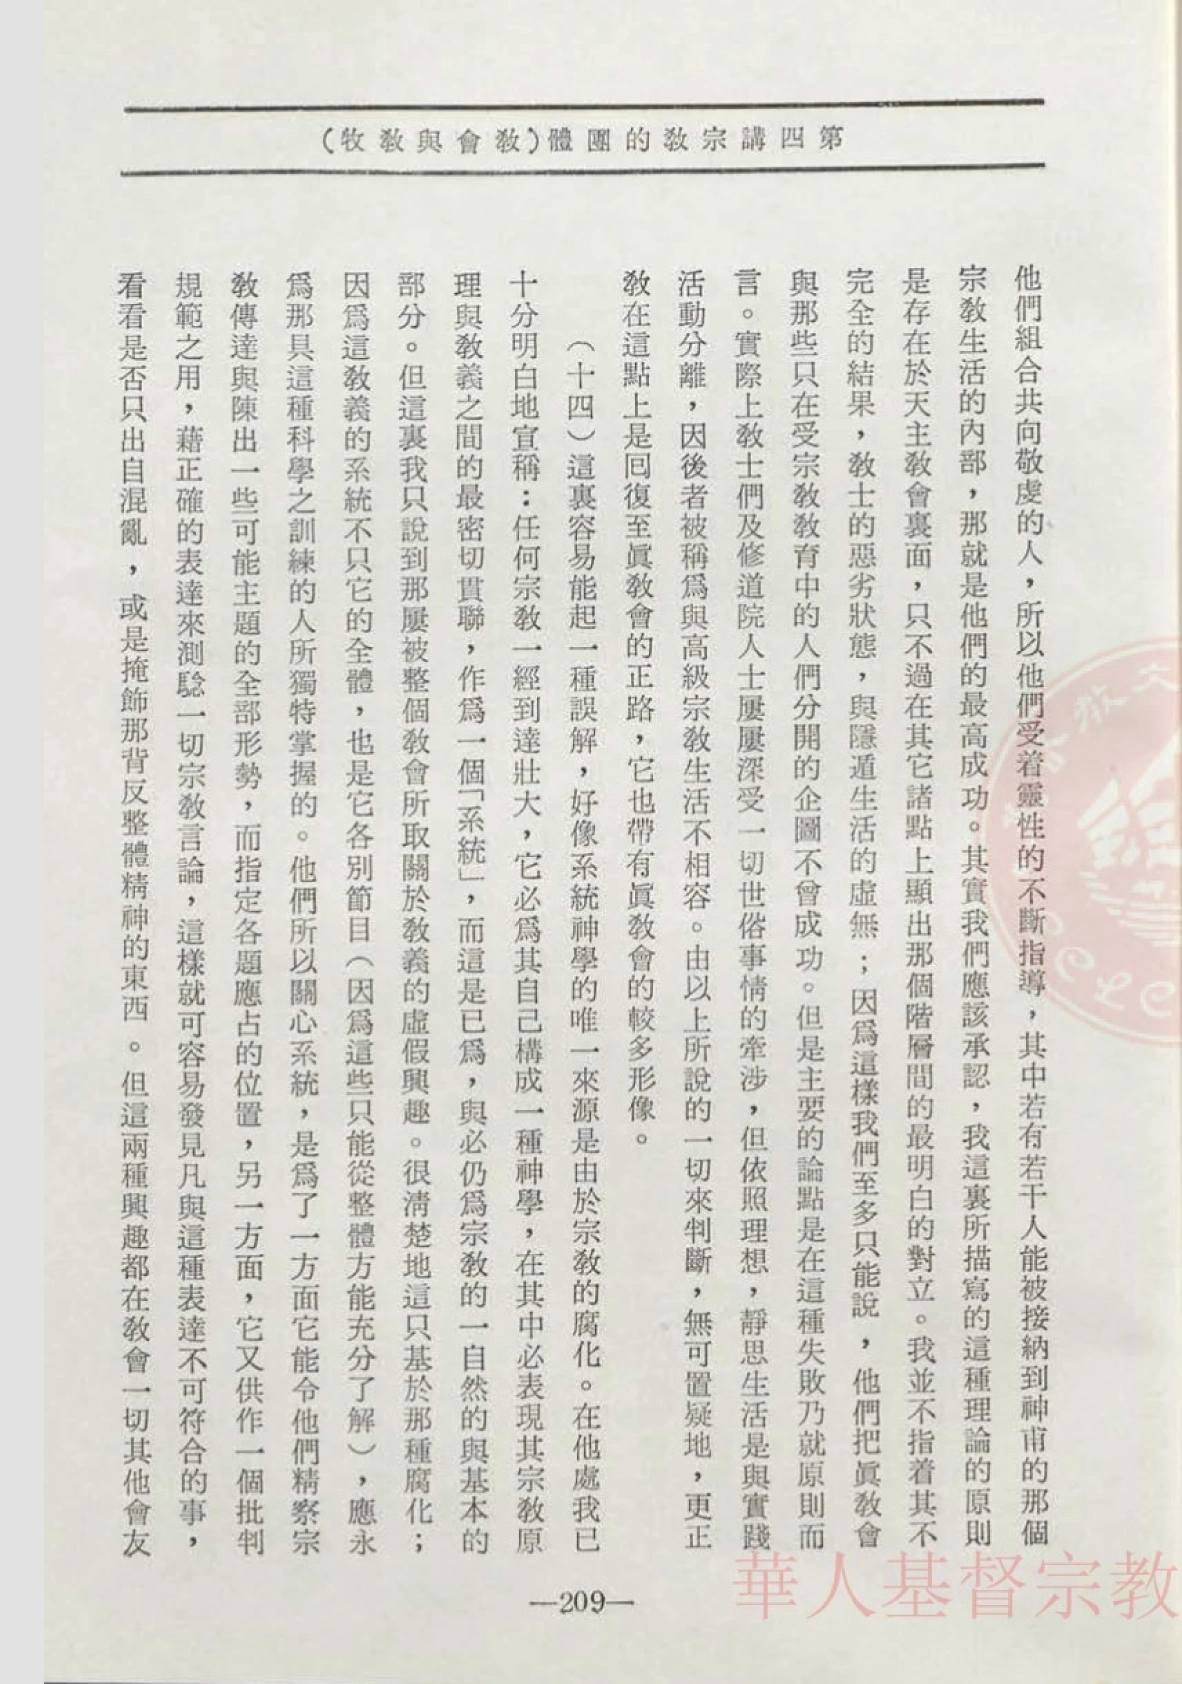 第四講宗教的團體(教會與教牧)
他們組合共向敬虔的人，所以他們受着靈性的不斷指導，其中若有若干人能被接納到神甫的那個
宗教生活的內部，那就是他們的最高成功。其實我們應該承認，我這裏所描寫的這種理論的原則
是存在於天主教會裏面，只不過在其它諸點上顯出那個階層間的最明白的對立。我並不指着其不
完全的結果，教士的惡劣狀態，與隱遁生活的虛無；因爲這樣我們至多只能說，他們把眞教會
與那些只在受宗教教育中的人們分開的企圖不曾成功。但是主要的論點是在這種失敗乃就原則而
言。實際上教士們及修道院人士屢屢深受一切世俗事情的牽涉，但依照理想，靜思生活是與實踐
活動分離，因後者被稱爲與高級宗教生活不相容。由以上所說的一切來判斷，無可置疑地，更正
教在這點上是囘復至眞教會的正路，它也帶有眞教會的較多形像。
（十四）這裏容易能起一種誤解，好像系統神學的唯一來源是由於宗教的腐化。在他處我已
十分明白地宣稱：任何宗教一經到達壯大，它必爲其自己構成一種神學，在其中必表現其宗教原
理與教義之間的最密切貫聯，作爲一個「系統」，而這是已爲，與必仍爲宗教的一自然的與基本的
部分。但這裏我只說到那屢被整個教會所取關於教義的虛假興趣。很清楚地這只基於那種腐化；
因爲這教義的系統不只它的全體，也是它各別節目（因爲這些只能從整體方能充分了解），應永
爲那具這種科學之訓練的人所獨特掌握的。他們所以關心系統，是爲了一方面它能令他們精察宗
教傳達與陳出一些可能主題的全部形勢，而指定各題應占的位置，另一方面，它又供作一個批判
規範之用，藉正確的表達來測騐一切宗教言論，這樣就可容易發見凡與這種表達不可符合的事，
看看是否只出自混亂，或是掩飾那背反整體精神的東西。但這兩種興趣都在教會一切其他會友
—209—
華人基督宗教